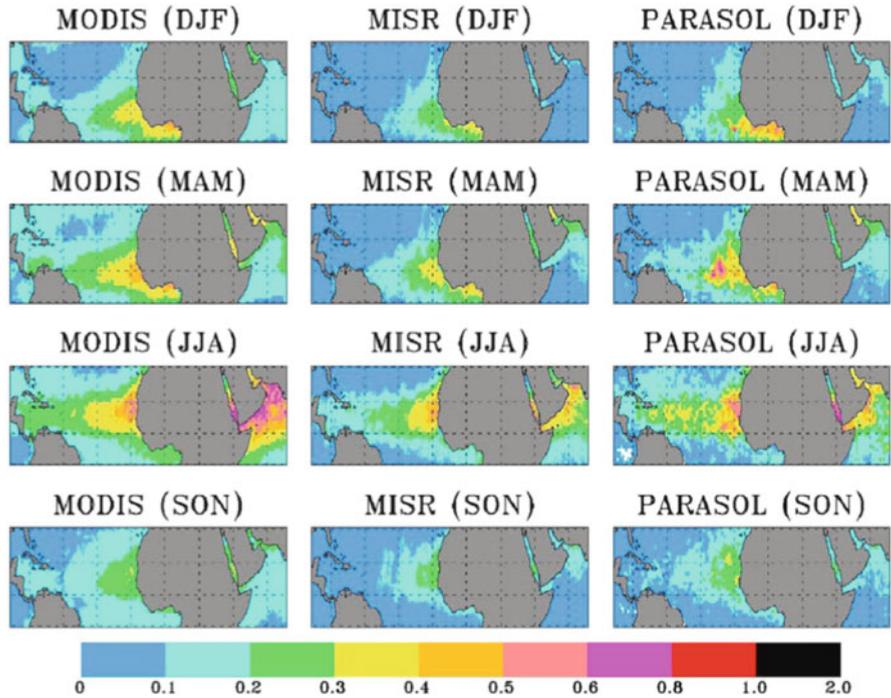 MODIS (DJF) MISR (DJF) PARASOL (DJF)
MODIS (MAM) MISR (MAM) PARASOL (MAM)
MODIS (JJA) MISR (JJA) PARASOL (JJA)
MODIS (SON) MISR (SON) PARASOL (SON)
0 0.1 0.2 0.3 0.4 0.5 0.6 0.8 1.0 2.0